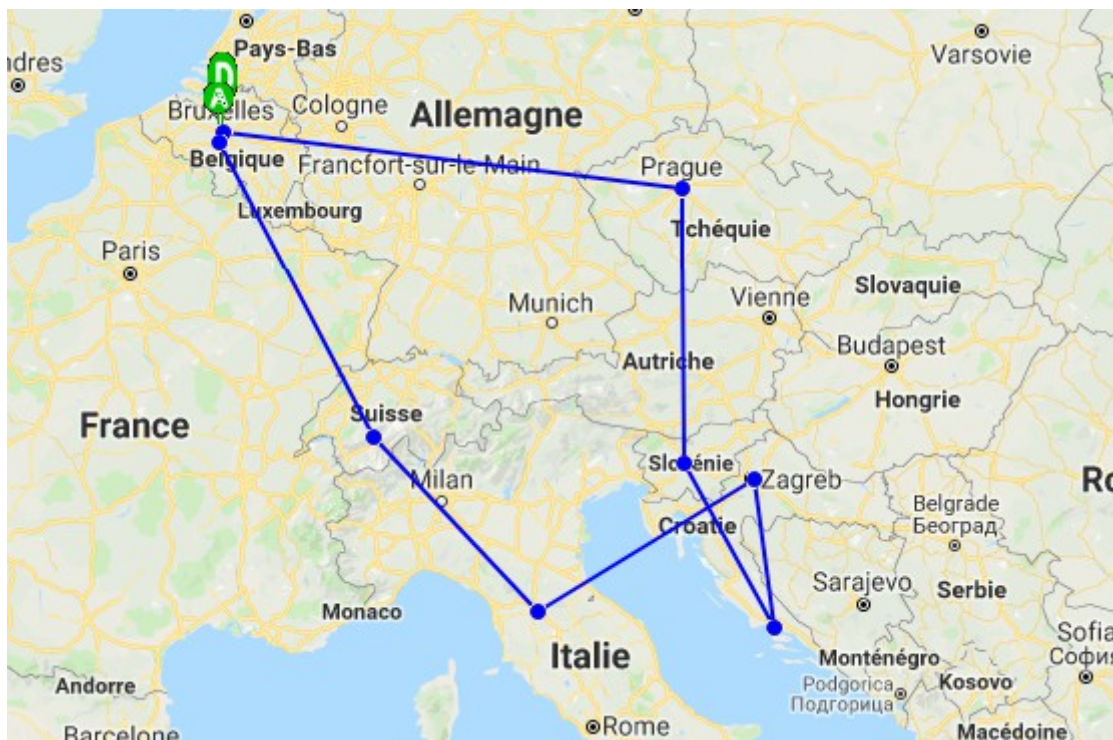 Pays-Bas
Varsovie
ndres
n
A
Bruxelles
Cologne
Allemagne
Belgique
Francfort-sur-le Main
Prague
Luxembourg
Tchéquie
Paris
Slovaquie
Munich
Vienne
Budapest
Autriche
Hongrie
France
Suisse
Milan
Slovénie
Zagreb
Ro
Croatie
Belgrade
Београд
Sarajevo
Serbie
Monaco
Italie
Sofia
София
Monténégro
Andorre
Podgorica
Подгорица
Kosovo
Rome
Barcelone
Macédoine